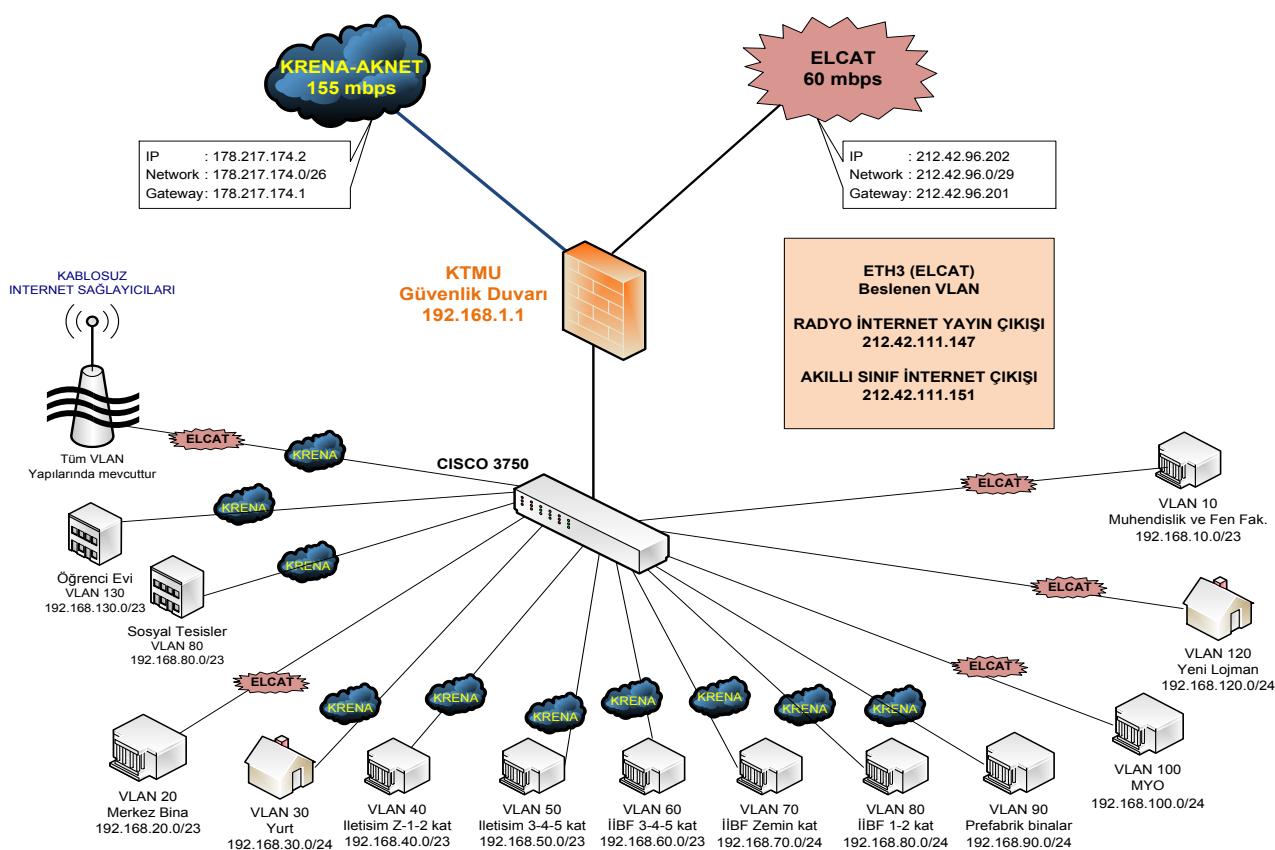 KRENA-AKNET
155 mbps
ELCAT
60 mbps
IP : 178.217.174.2
Network : 178.217.174.0/26
Gateway: 178.217.174.1
IP : 212.42.96.202
Network : 212.42.96.0/29
Gateway: 212.42.96.201
KTMU
Güvenlik Duvarı
192.168.1.1
ETH3 (ELCAT)
Beslenen VLAN
RADYO İNTERNET YAYIN ÇIKIŞI
212.42.111.147
AKILLI SINIF İNTERNET ÇIKIŞI
212.42.111.151
KABLOSUZ
INTERNET SAĞLAYICILARI
Tüm VLAN
Yapılarında mevcuttur
ELCAT
KRENA
CISCO 3750
KRENA
Öğrenci Evi
VLAN 130
192.168.130.0/23
KRENA
Sosyal Tesisler
VLAN 80
192.168.80.0/23
ELCAT
VLAN 10
Muhendislik ve Fen Fak.
192.168.10.0/23
ELCAT
VLAN 120
Yeni Lojman
192.168.120.0/24
ELCAT
VLAN 100
MYO
192.168.100.0/24
ELCAT
KRENA
KRENA
KRENA
KRENA
KRENA
KRENA
KRENA
VLAN 20
Merkez Bina
192.168.20.0/23
VLAN 30
Yurt
192.168.30.0/24
VLAN 40
Iletisim Z-1-2 kat
192.168.40.0/23
VLAN 50
Iletisim 3-4-5 kat
192.168.50.0/23
VLAN 60
İİBF 3-4-5 kat
192.168.60.0/23
VLAN 70
İİBF Zemin kat
192.168.70.0/24
VLAN 80
İİBF 1-2 kat
192.168.80.0/24
VLAN 90
Prefabrik binalar
192.168.90.0/24